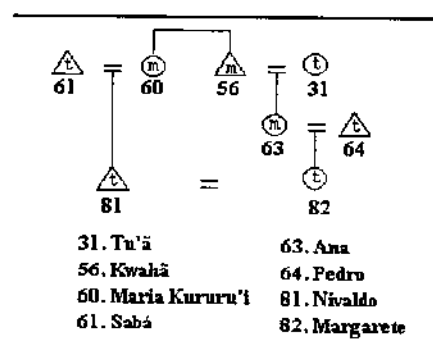 t m m t
61 60 56 31
m t
63 64
t t
81 82
31. Tu'ã
56. Kwahã
60. Maria Kururu'i
61. Sabá
63. Ana
64. Pedro
81. Nivaldo
82. Margarete